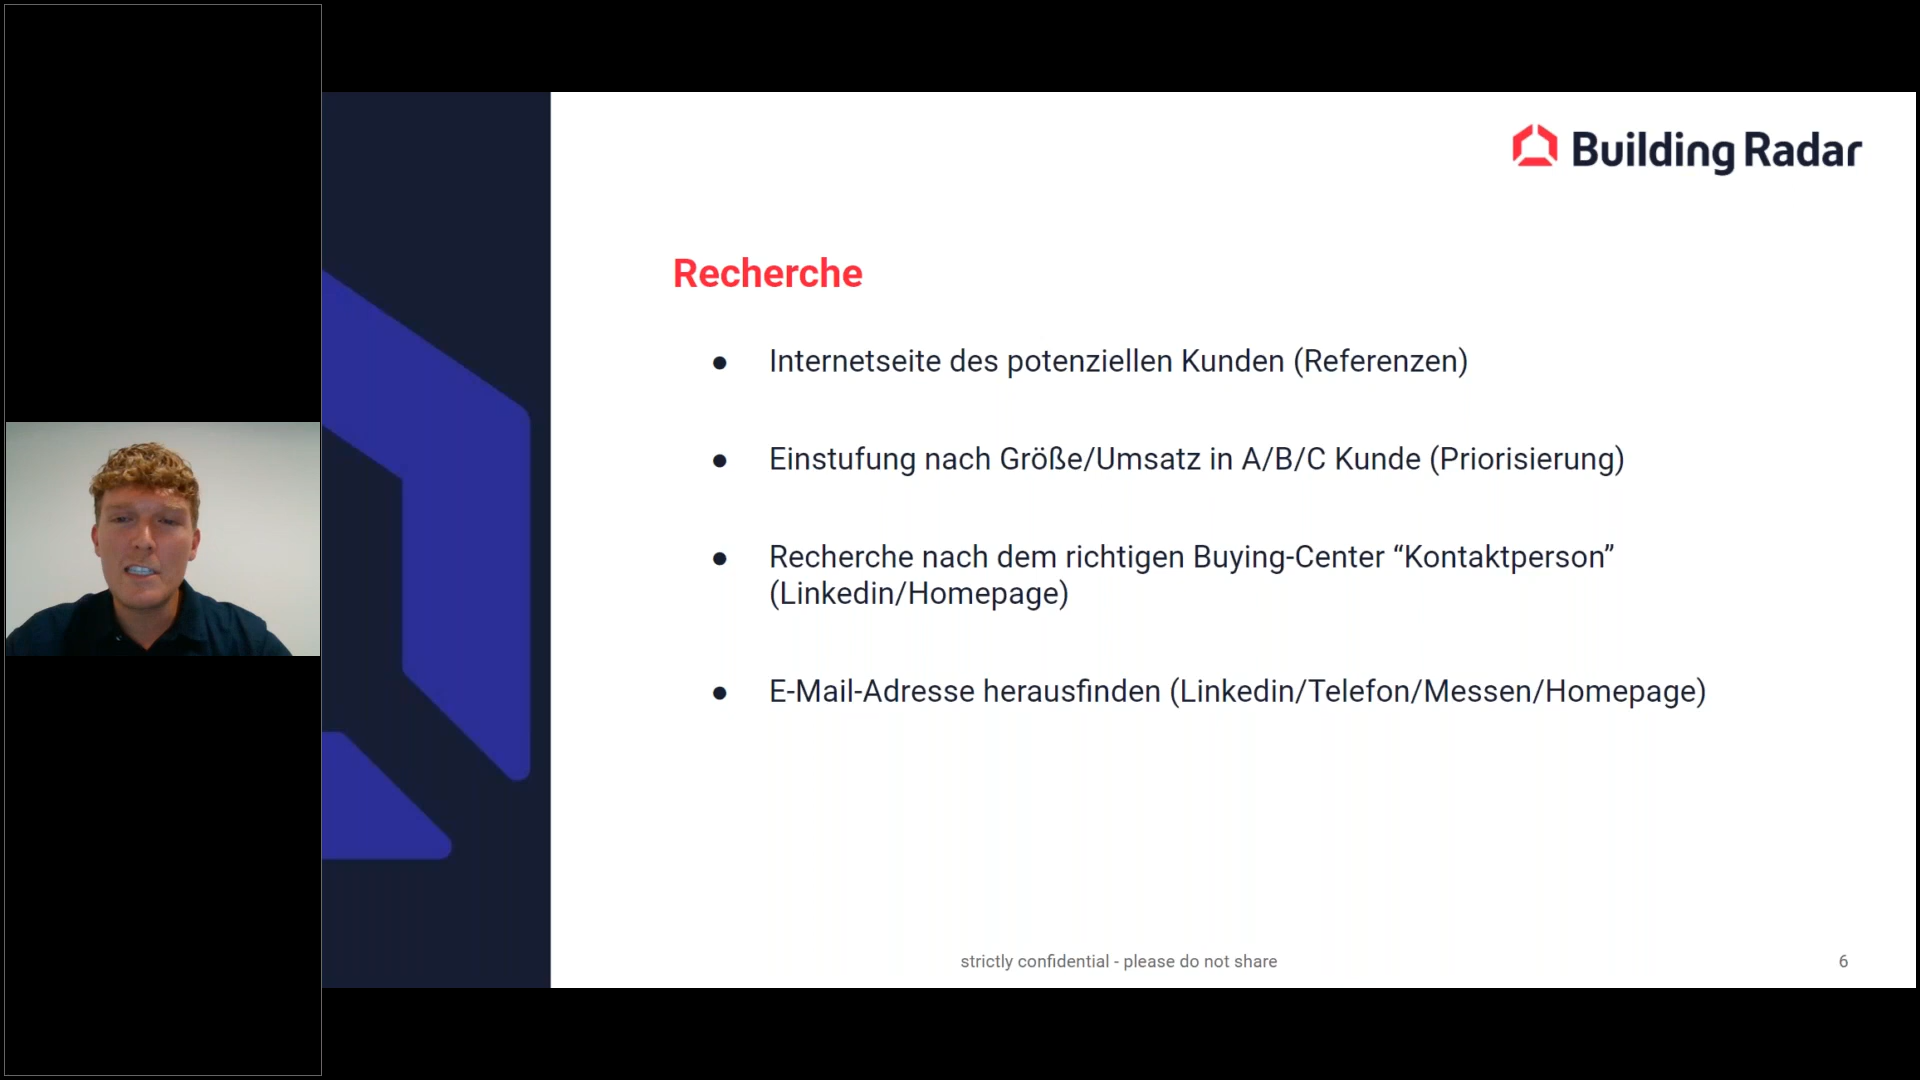 Building Radar
Recherche
● Internetseite des potenziellen Kunden (Referenzen)
● Einstufung nach Größe/Umsatz in A/B/C Kunde (Priorisierung)
● Recherche nach dem richtigen Buying-Center “Kontaktperson”
(Linkedin/Homepage)
● E-Mail-Adresse herausfinden (Linkedin/Telefon/Messen/Homepage)
strictly confidential - please do not share
6